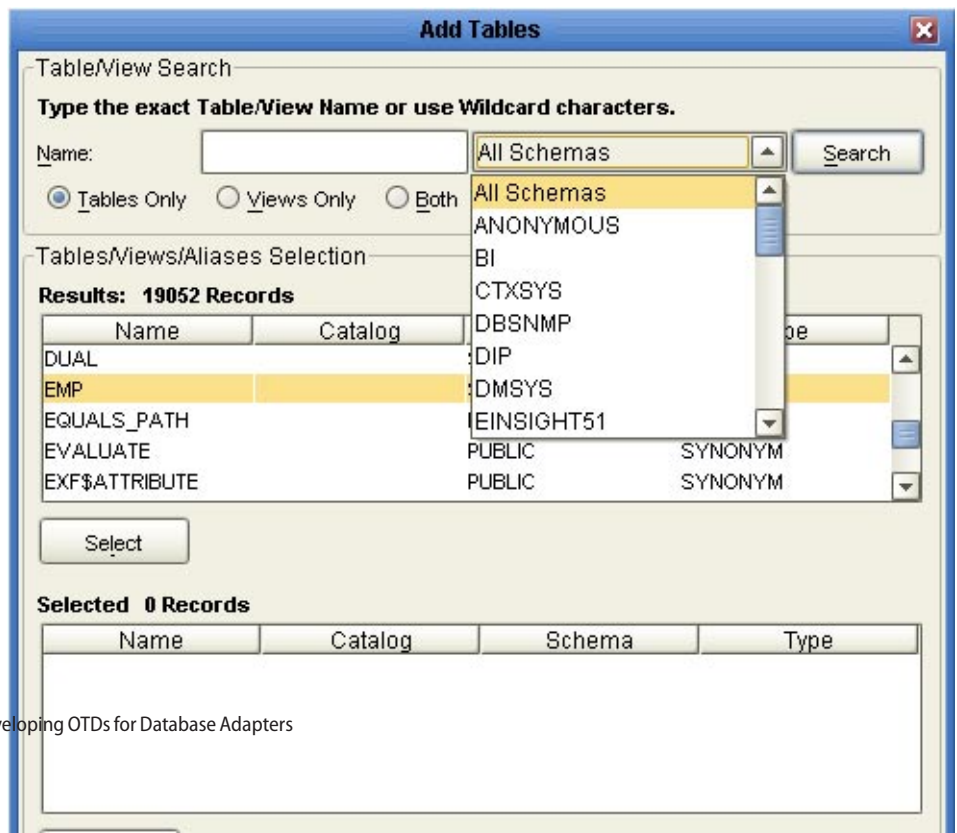 Add Tables
Table/View Search
Type the exact Table/View Name or use Wildcard characters.
Name: All Schemas Search
Tables Only Views Only Both
All Schemas
ANONYMOUS
BI
CTXSYS
DBSNMP
DIP
DMSYS
EINSIGHT51
Tables/Views/Aliases Selection
Results: 19052 Records
Name Catalog
DUAL
EMP
EQUALS_PATH
EVALUATE PUBLIC SYNONYM
EXF$ATTRIBUTE PUBLIC SYNONYM
Select
Selected 0 Records
Name Catalog Schema Type
OTDs for Database Adapters